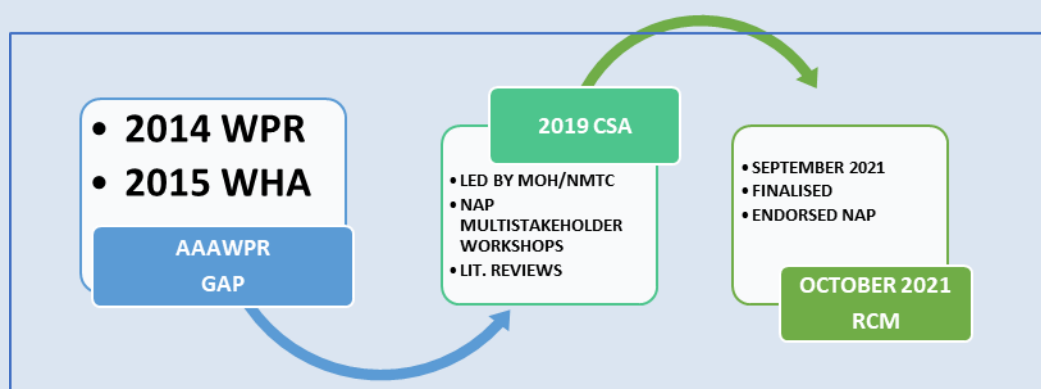 • 2014 WPR
• 2015 WHA
AAAWPR
GAP
2019 CSA
• LED BY MOH/NMTC
• NAP
MULTISTAKEHOLDER
WORKSHOPS
• LIT. REVIEWS
• SEPTEMBER 2021
• FINALISED
• ENDORSED NAP
OCTOBER 2021
RCM